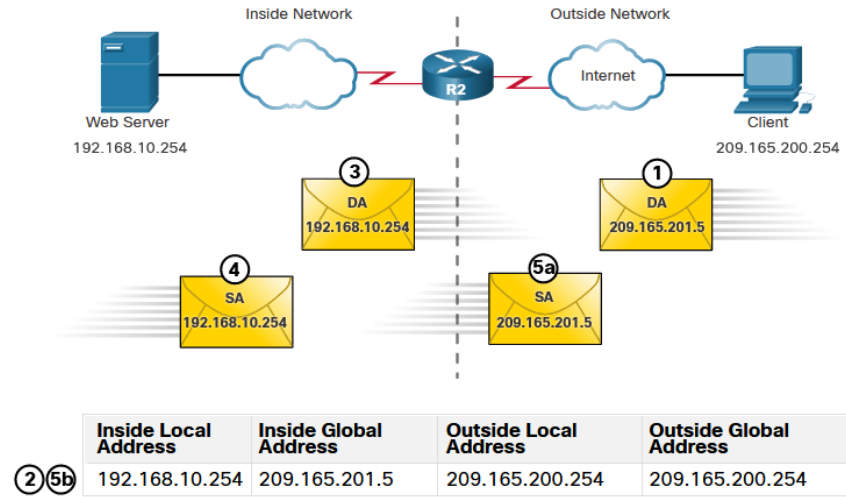 Inside Network
Outside Network
Internet
R2
Web Server
192.168.10.254
Client
209.165.200.254
3
DA
192.168.10.254
1
DA
209.165.201.5
4
SA
192.168.10.254
5a
SA
209.165.201.5
Inside Local Address
Inside Global Address
Outside Local Address
Outside Global Address
2 5b
192.168.10.254
209.165.201.5
209.165.200.254
209.165.200.254